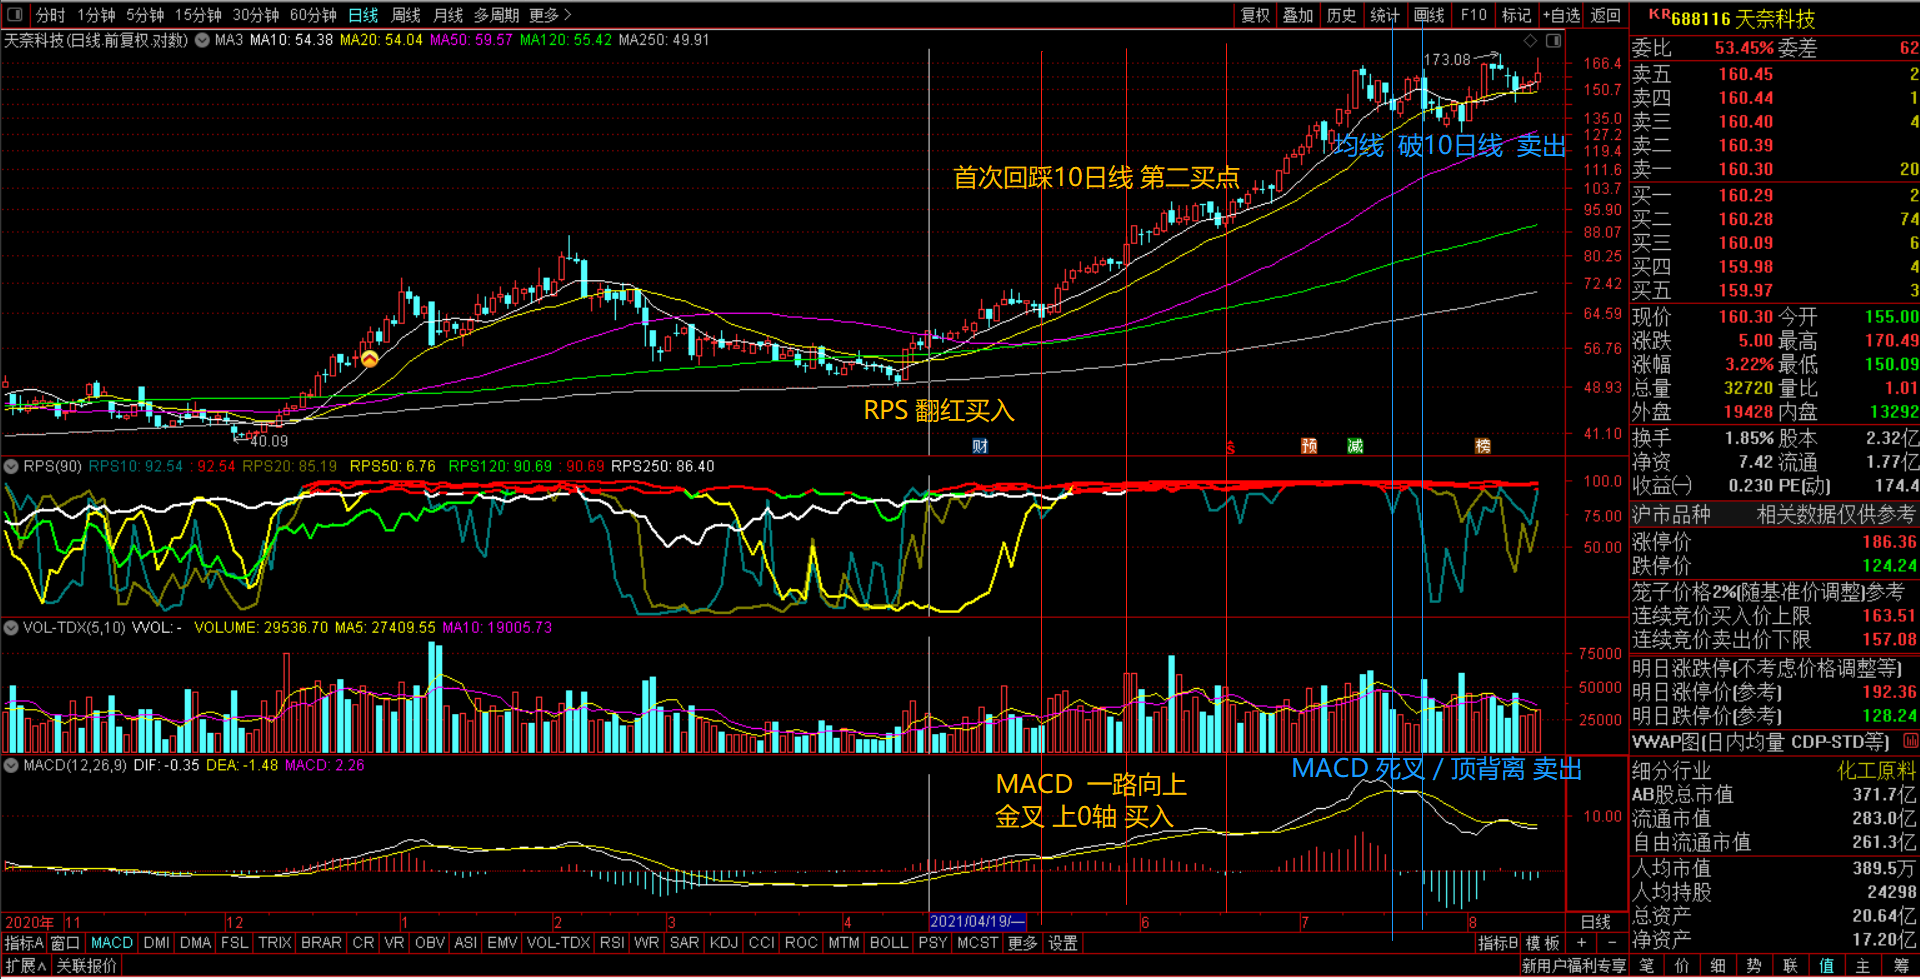 分时 1分钟 5分钟 15分钟 30分钟 60分钟 日线 周线 月线 多周期 更多>
复权 叠加 历史 统计 画线 F10 标记 +自选 返回
KR 688116 天奈科技
天奈科技(日线.前复权.对数) MA3 MA10: 54.38 MA20: 54.04 MA50: 59.57 MA120: 55.42 MA250: 49.91
委比 53.45% 委差 62
卖五 160.45 2
卖四 160.44 1
卖三 160.40 4
卖二 160.39
卖一 160.30 20
买一 160.29 2
买二 160.28 74
买三 160.09 6
买四 159.98 4
买五 159.97 3
现价 160.30 今开 155.00
涨跌 5.00 最高 170.49
涨幅 3.22% 最低 150.09
总量 32720 量比 1.01
外盘 19428 内盘 13292
换手 1.85% 股本 2.32亿
净资 7.42 流通 1.77亿
收益(一) 0.230 PE(动) 174.4
沪市品种 相关数据仅供参考
涨停价 186.36
跌停价 124.24
笼子价格2%(随基准价调整)参考
连续竞价买入价上限 163.51
连续竞价卖出价下限 157.08
明日涨跌停(不考虑价格调整等)
明日涨停价(参考) 192.36
明日跌停价(参考) 128.24
VWAP图(日内均量 CDP-STD等)
细分行业 化工原料
AB股总市值 371.7亿
流通市值 283.0亿
自由流通市值 261.3亿
人均市值 389.5万
人均持股 24298
总资产 20.64亿
净资产 17.20亿
173.08
166.4
150.7
135.0
127.2
119.4
111.6
103.7
95.90
88.07
80.25
72.42
64.59
56.76
48.93
41.10
均线 破10日线 卖出
首次回踩10日线 第二买点
RPS 翻红买入
40.09
财 预 减 榜
RPS(90) RPS10: 92.54 : 92.54 RPS20: 85.19 RPS50: 6.76 RPS120: 90.69 : 90.69 RPS250: 86.40
100.0
75.00
50.00
VOL-TDX(5,10) VVOL: - VOLUME: 29536.70 MA5: 27409.55 MA10: 19005.73
75000
50000
25000
MACD(12,26,9) DIF: -0.35 DEA: -1.48 MACD: 2.26
MACD 死叉 / 顶背离 卖出
MACD 一路向上
金叉 上0轴 买入
10.00
2020年 11 12 1 2 3 4 2021/04/19/一 6 7 8 日线
指标A 窗口 MACD DMI DMA FSL TRIX BRAR CR VR OBV ASI EMV VOL-TDX RSI WR SAR KDJ CCI ROC MTM BOLL PSY MCST 更多 设置 指标B 模板 + -
扩展∧ 关联报价 新用户福利专享 笔 价 细 势 联 值 主 筹